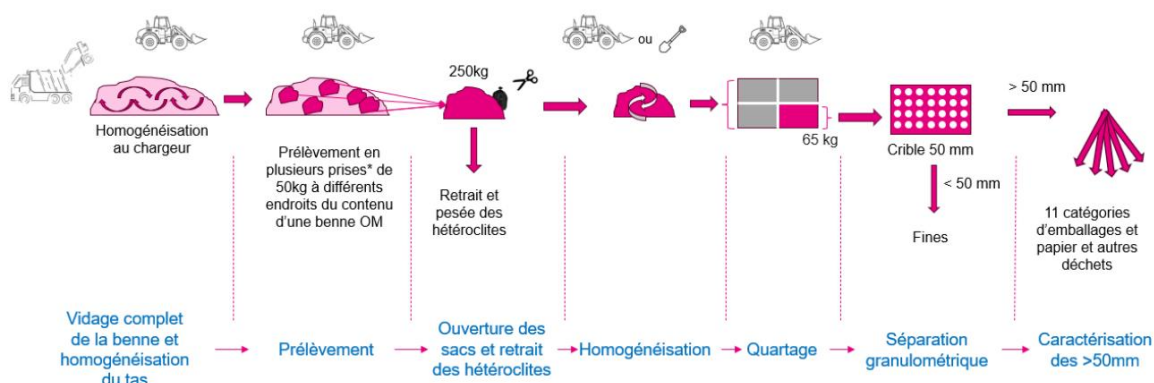 Homogénéisation
au chargeur
Prélèvement en
plusieurs prises* de
50kg à différents
endroits du contenu
d'une benne OM
250kg
Retrait et
pesée des
hétéroclites
ou
65 kg
Crible 50 mm
< 50 mm
Fines
> 50 mm
11 catégories
d'emballages et
papier et autres
déchets
Vidage complet
de la benne et
homogénéisation
du tas
Prélèvement
Ouverture des
sacs et retrait
des hétéroclites
Homogénéisation
Quartage
Séparation
granulométrique
Caractérisation
des >50mm